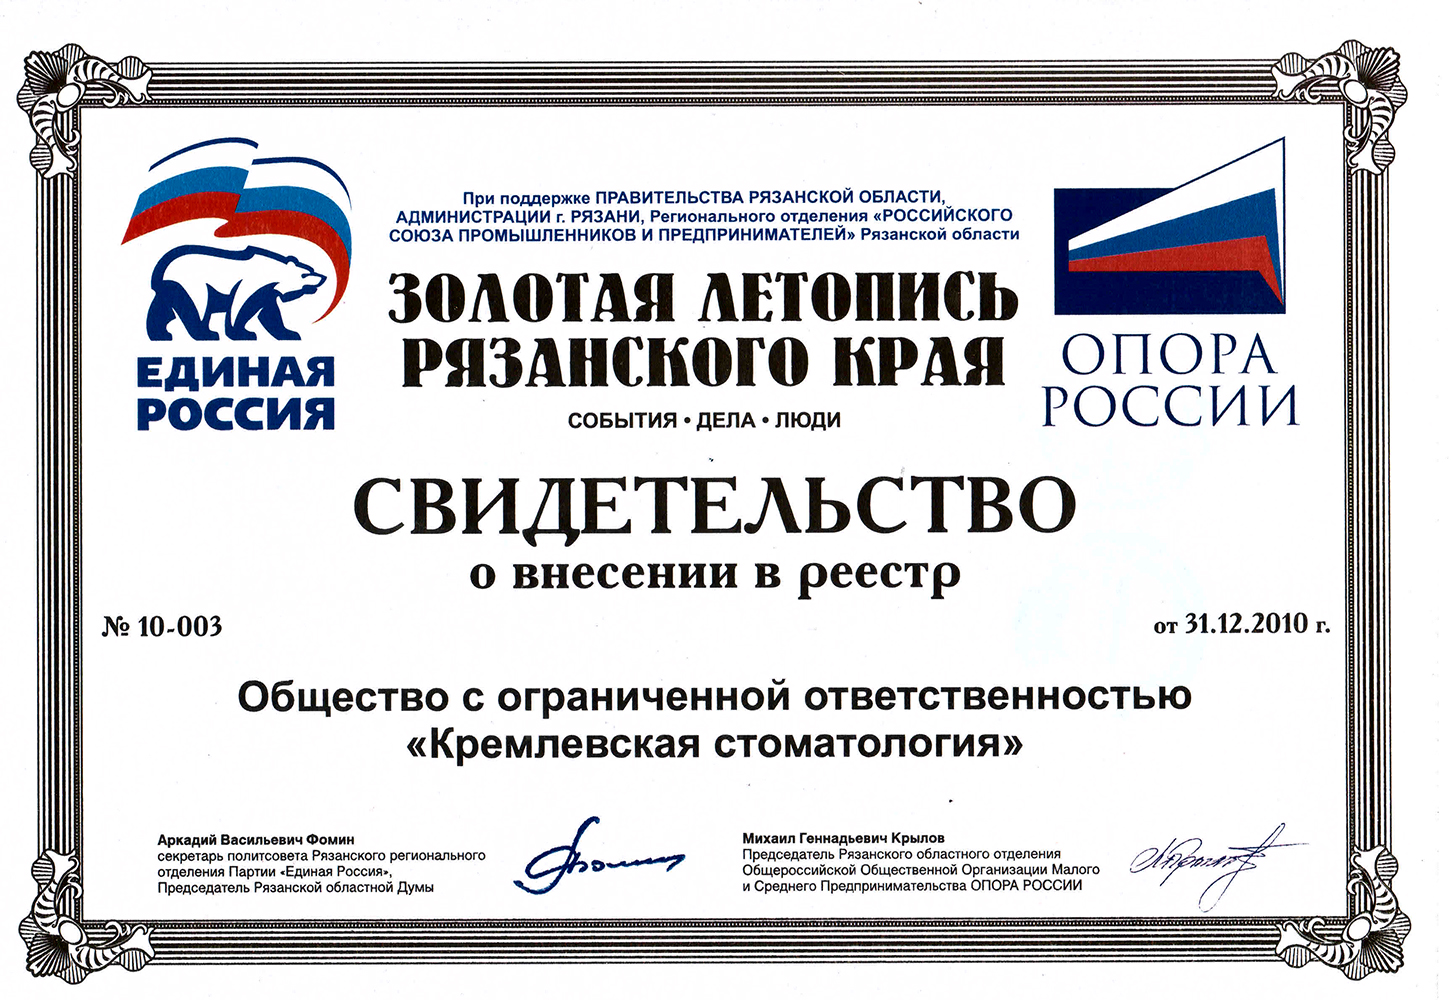 При поддержке ПРАВИТЕЛЬСТВА РЯЗАНСКОЙ ОБЛАСТИ,
АДМИНИСТРАЦИИ г. РЯЗАНИ, Регионального отделения «РОССИЙСКОГО
СОЮЗА ПРОМЫШЛЕННИКОВ И ПРЕДПРИНИМАТЕЛЕЙ» Рязанской области
ЕДИНАЯ
РОССИЯ
ЗОЛОТАЯ ЛЕТОПИСЬ
РЯЗАНСКОГО КРАЯ
СОБЫТИЯ • ДЕЛА • ЛЮДИ
ОПОРА
РОССИИ
СВИДЕТЕЛЬСТВО
о внесении в реестр
№ 10-003
от 31.12.2010 г.
Общество с ограниченной ответственностью
«Кремлевская стоматология»
Аркадий Васильевич Фомин
секретарь политсовета Рязанского регионального
отделения Партии «Единая Россия»,
Председатель Рязанской областной Думы
Михаил Геннадьевич Крылов
Председатель Рязанского областного отделения
Общероссийской Общественной Организации Малого
и Среднего Предпринимательства ОПОРА РОССИИ